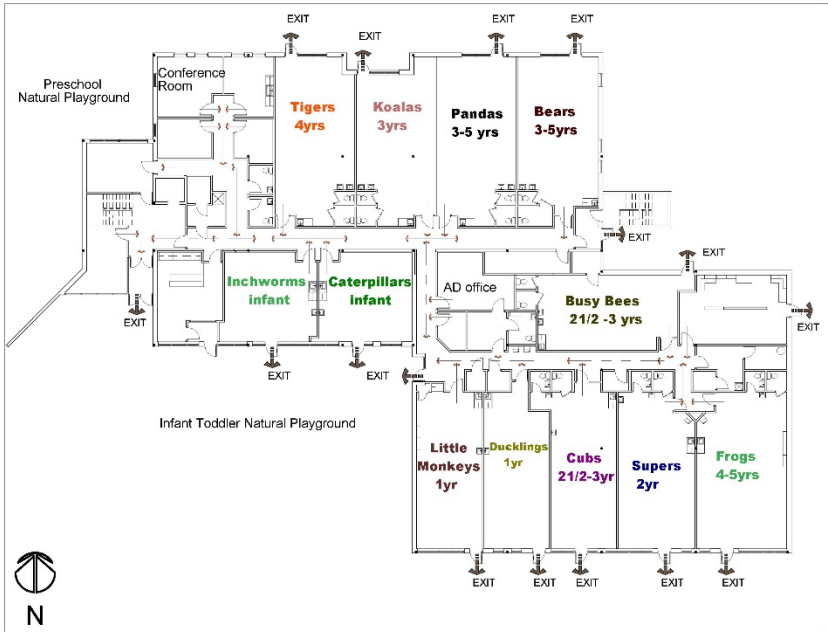 EXIT
EXIT
EXIT
EXIT
Preschool
Natural Playground
Conference
Room
Tigers
4yrs
Koalas
3yrs
Pandas
3-5 yrs
Bears
3-5yrs
EXIT
EXIT
Inchworms
infant
Caterpillars
infant
AD office
Busy Bees
21/2 -3 yrs
EXIT
EXIT
EXIT
EXIT
EXIT
Infant Toddler Natural Playground
Little
Monkeys
1yr
Ducklings
1yr
Cubs
21/2-3yr
Supers
2yr
Frogs
4-5yrs
EXIT
EXIT
EXIT
EXIT
EXIT
N